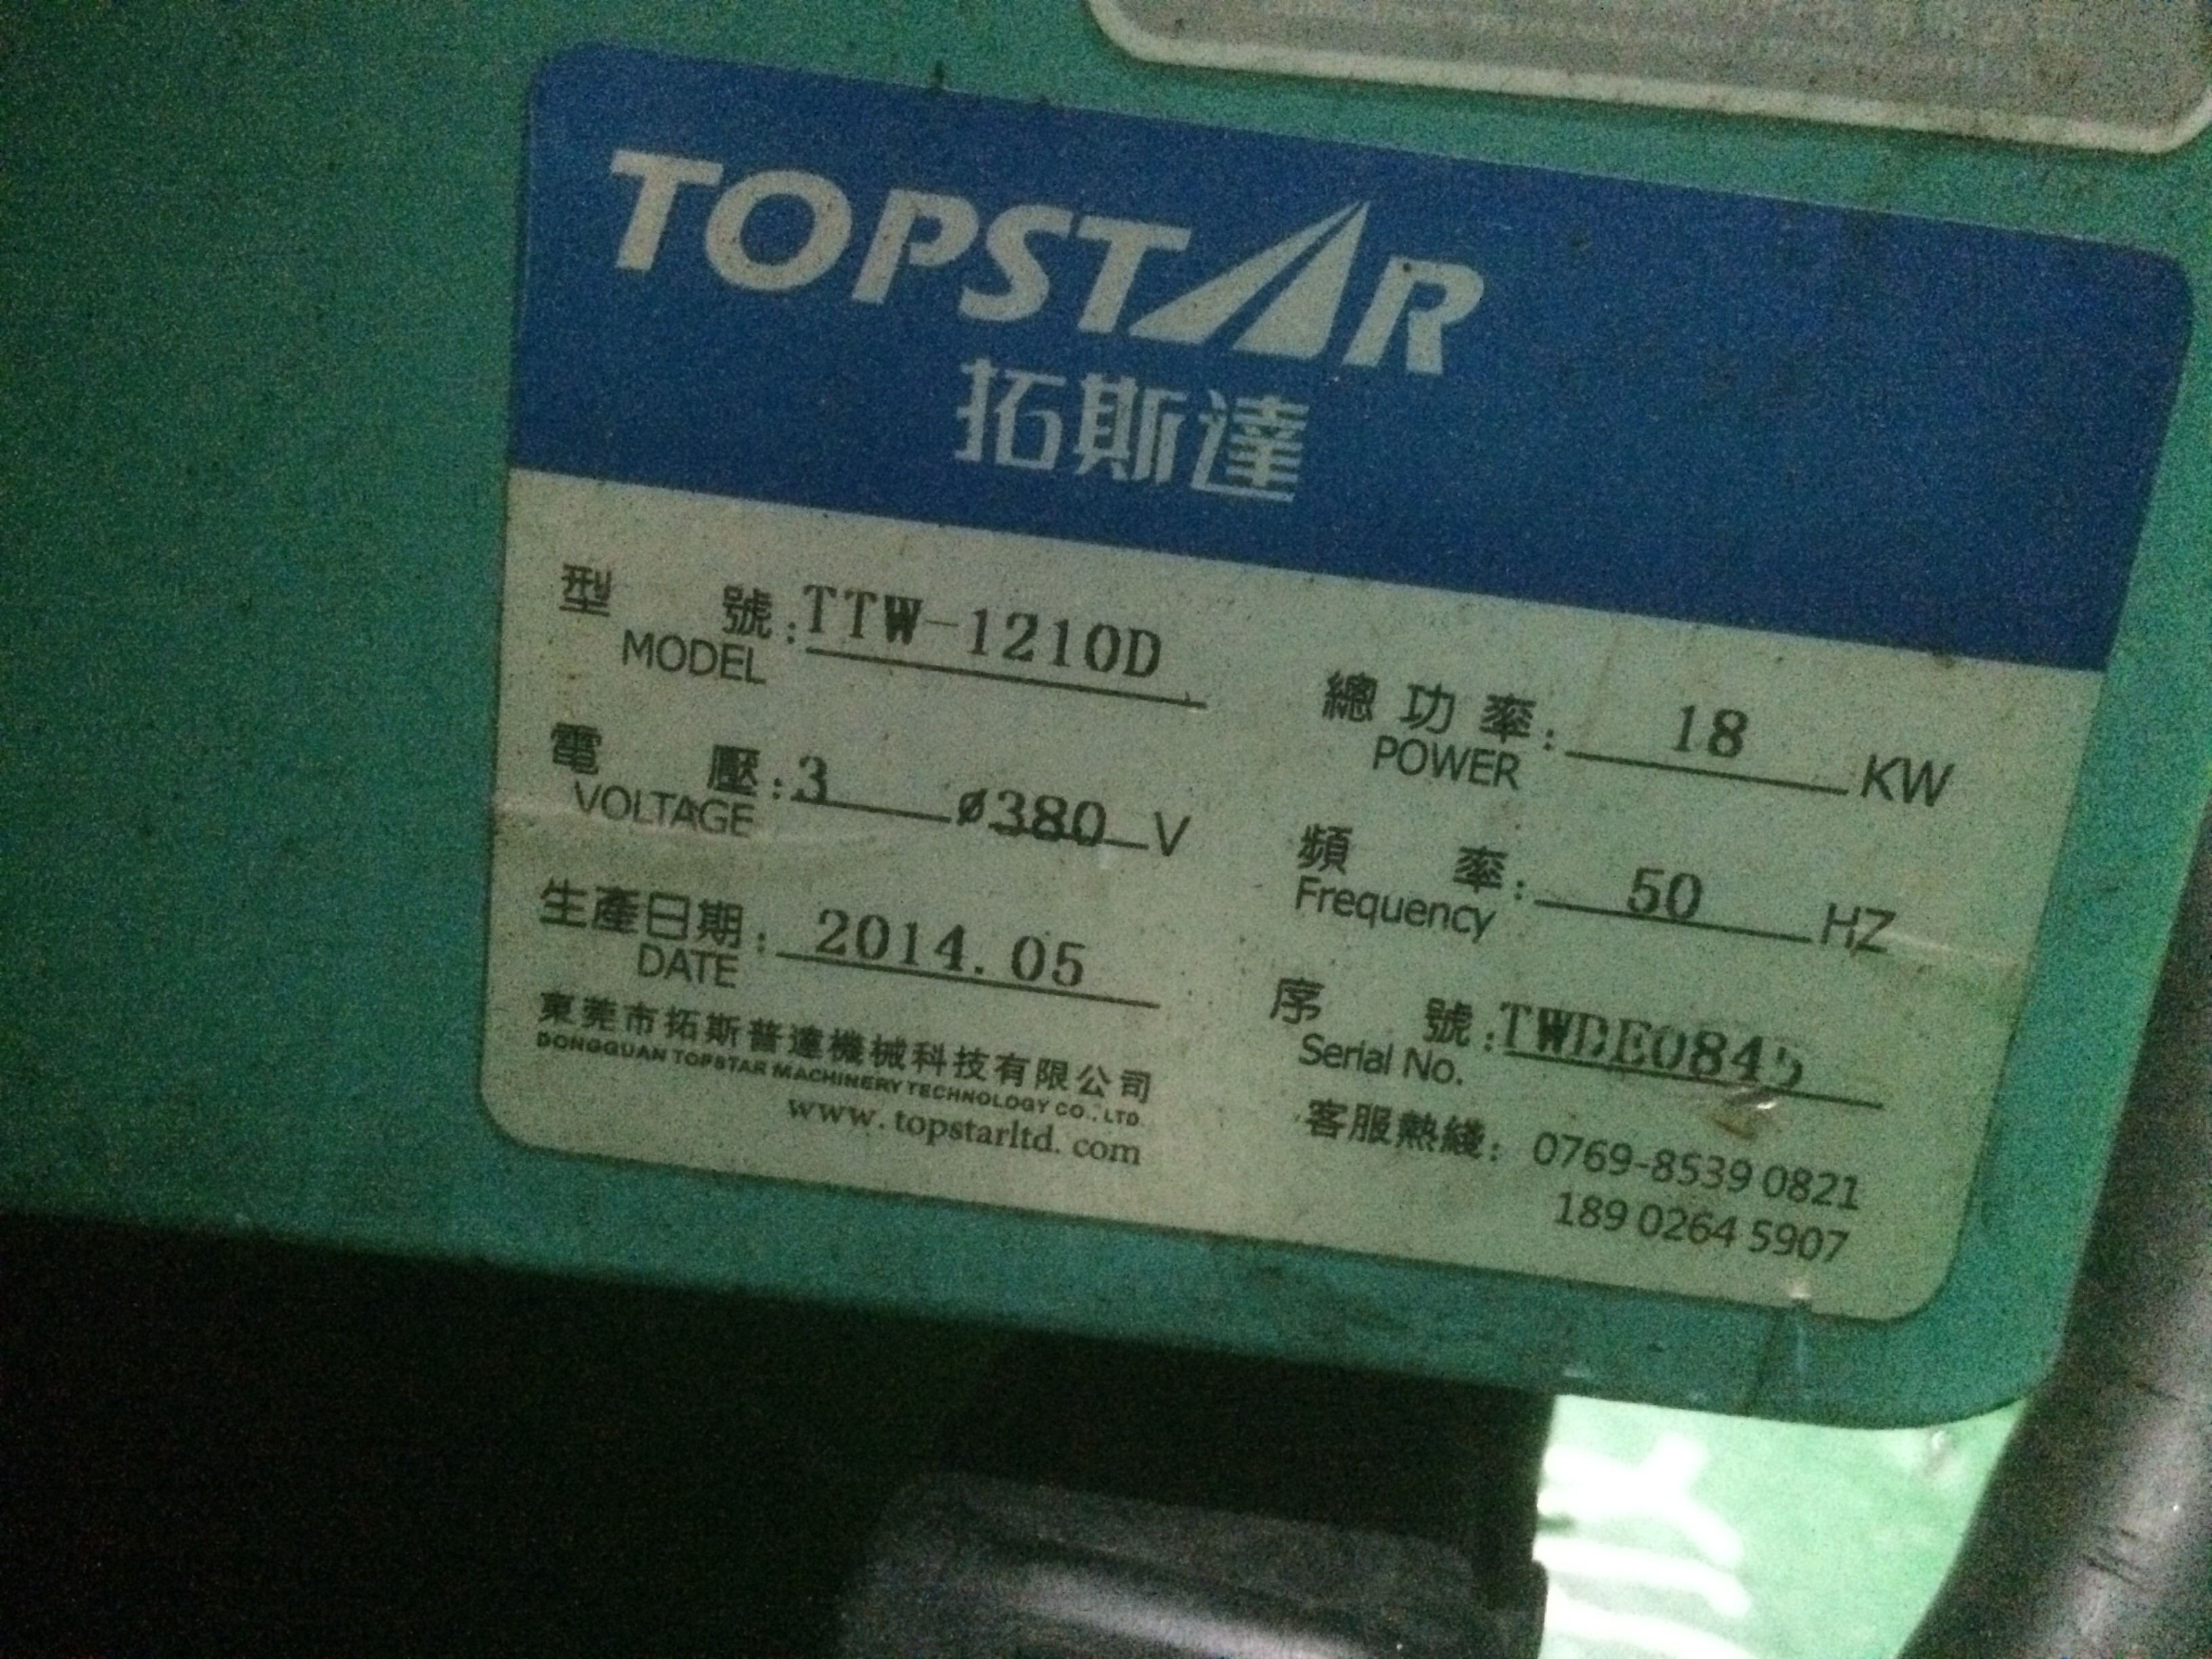 TOPSTAR
拓斯達
型 號: TTW-1210D
MODEL
總功率: 18 KW
POWER
電 壓: 3 ø380 V
VOLTAGE
頻 率: 50 HZ
Frequency
生產日期: 2014.05
DATE
序 號:
Serial No.
東莞市拓斯普達機械科技有限公司
DONGGUAN TOPSTAR MACHINERY TECHNOLOGY CO.,LTD.
www.topstarltd.com
客服熱綫: 0769-8539 0821
189 0264 5907